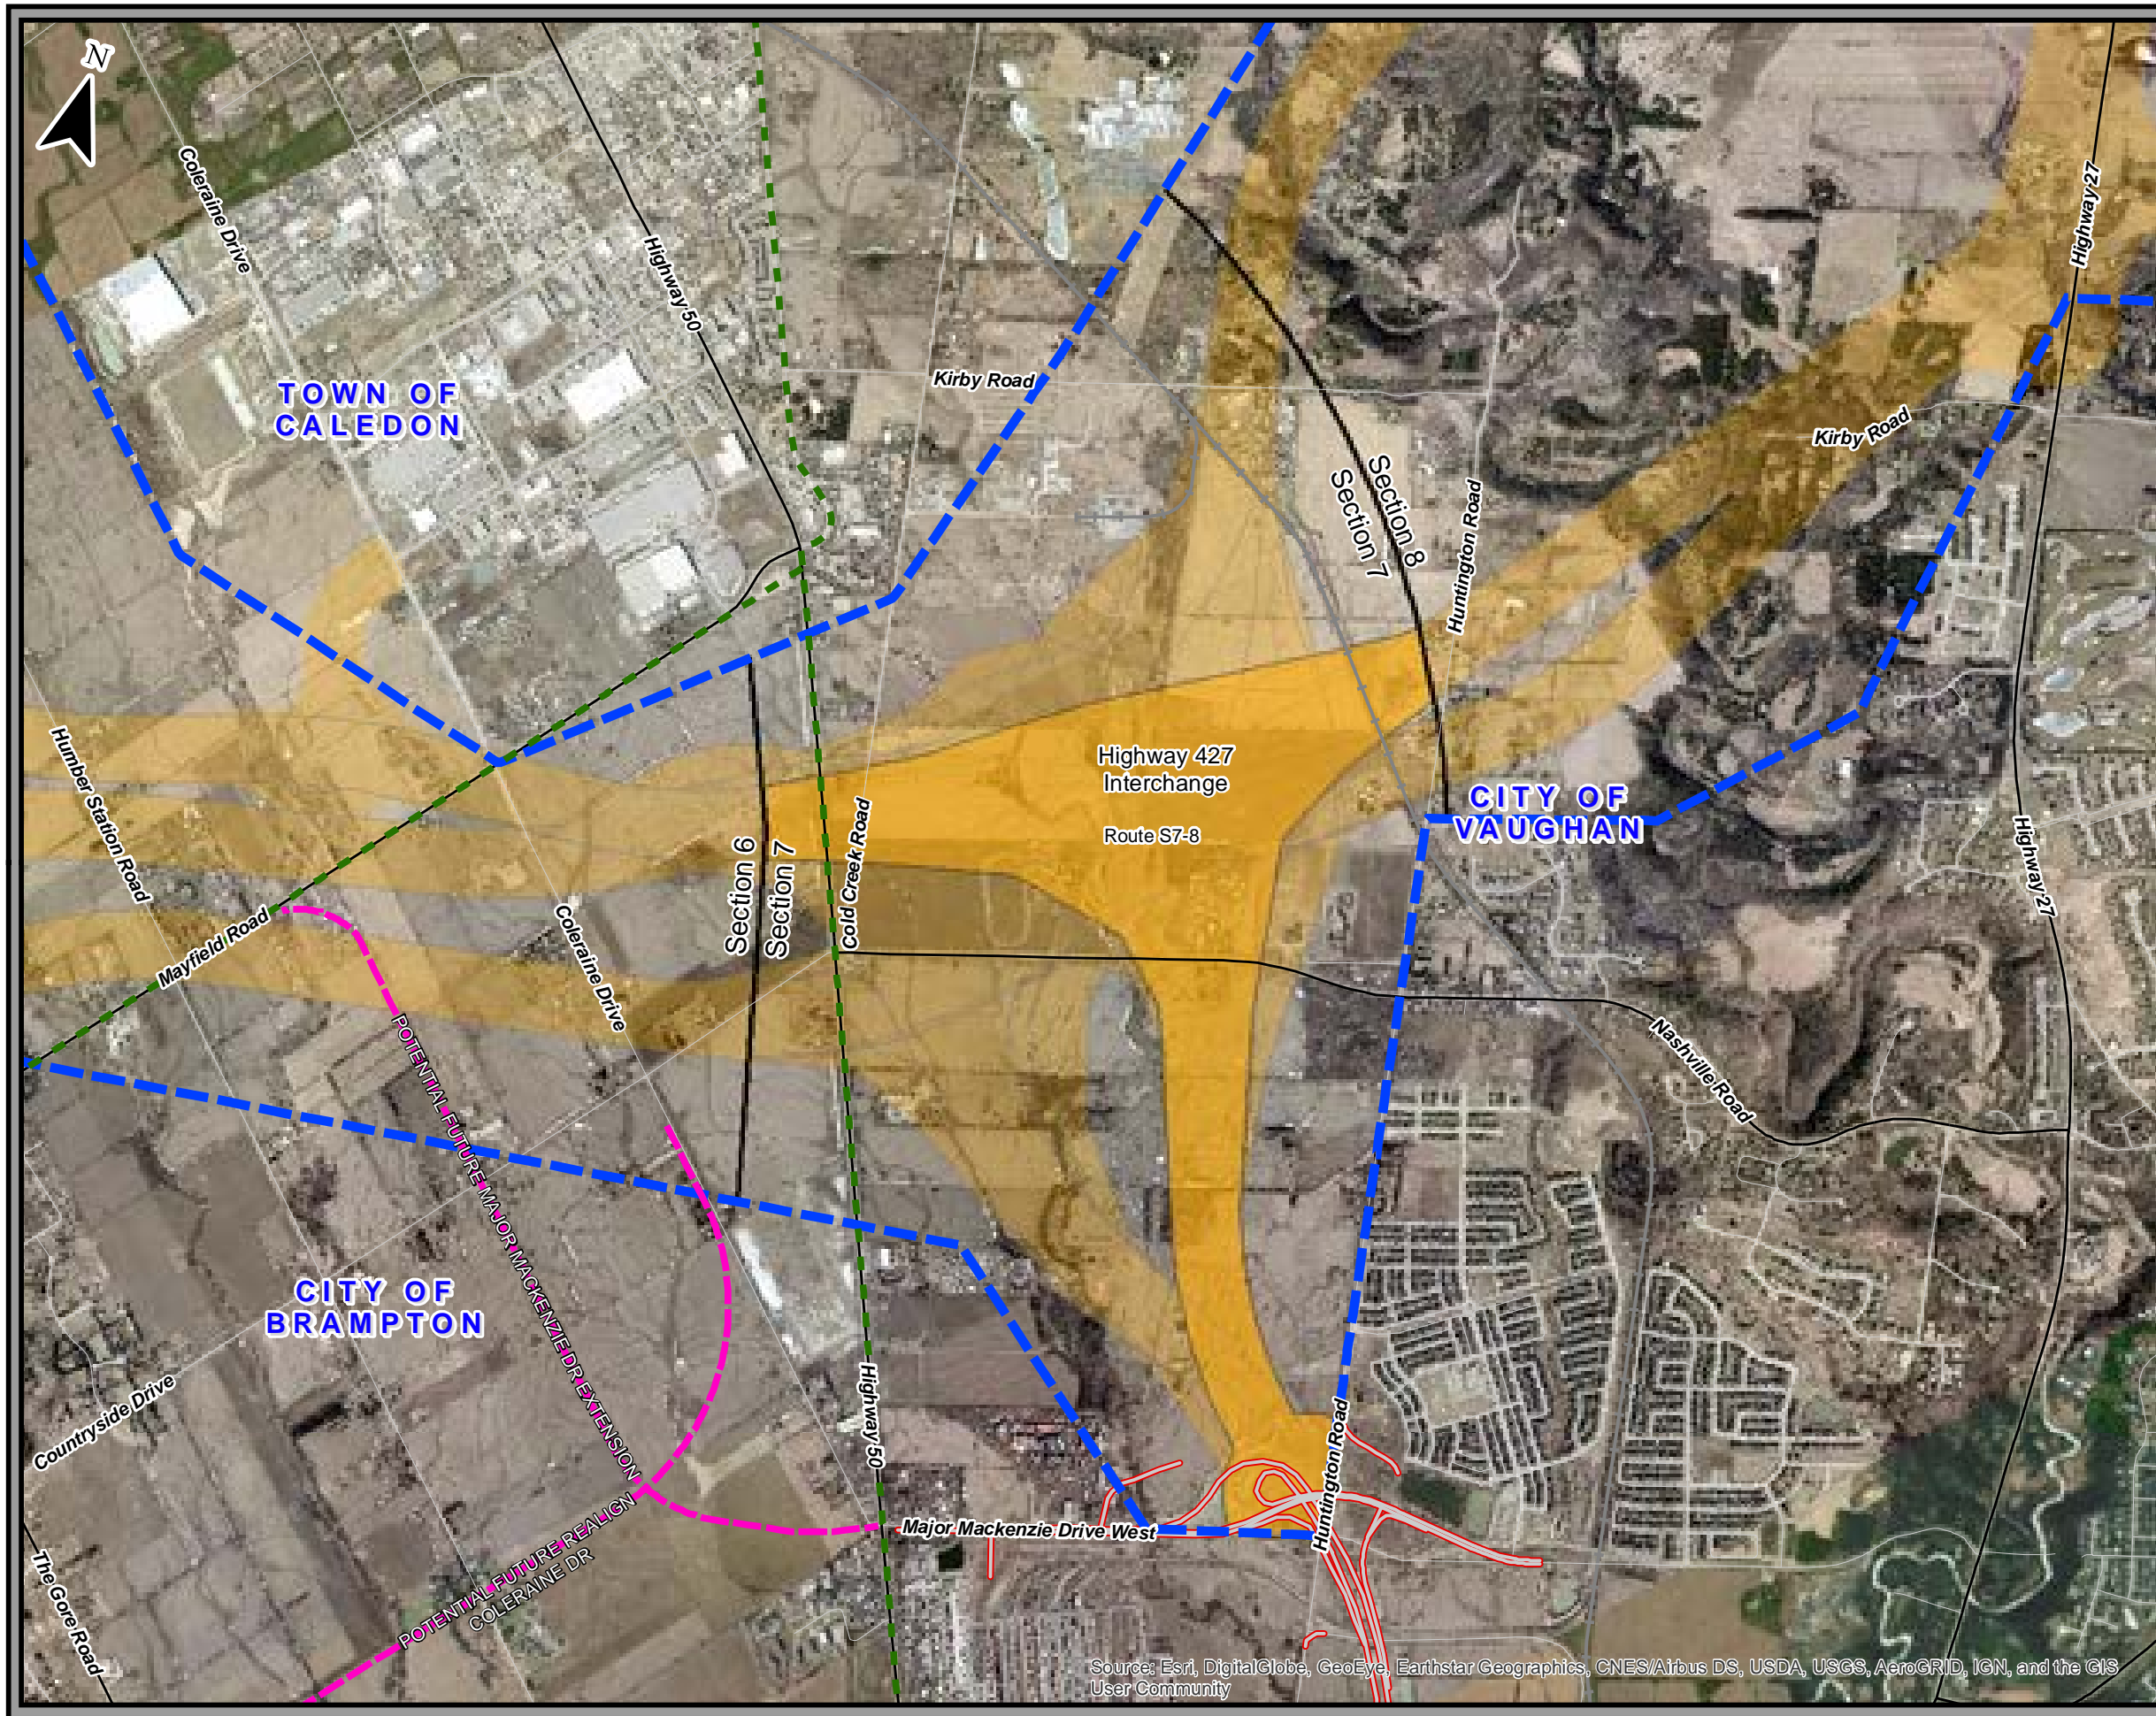 N
Coleraine Drive
Highway 50
Highway 27
TOWN OF
CALEDON
Kirby Road
Kirby Road
Section 8
Section 7
Huntington Road
Humber Station Road
Highway 427
Interchange
Route S7-8
CITY OF
VAUGHAN
Section 6
Section 7
Cold Creek Road
Coleraine Drive
Mayfield Road
Highway 27
Nashville Road
POTENTIAL FUTURE MAJOR MACKENZIE DR EXTENSION
CITY OF
BRAMPTON
Countryside Drive
Highway 50
Huntington Road
Major Mackenzie Drive West
POTENTIAL FUTURE REALIGN
COLERAINE DR
The Gore Road
Source: Esri, DigitalGlobe, GeoEye, Earthstar Geographics, CNES/Airbus DS, USDA, USGS, AeroGRID, IGN, and the GIS
User Community